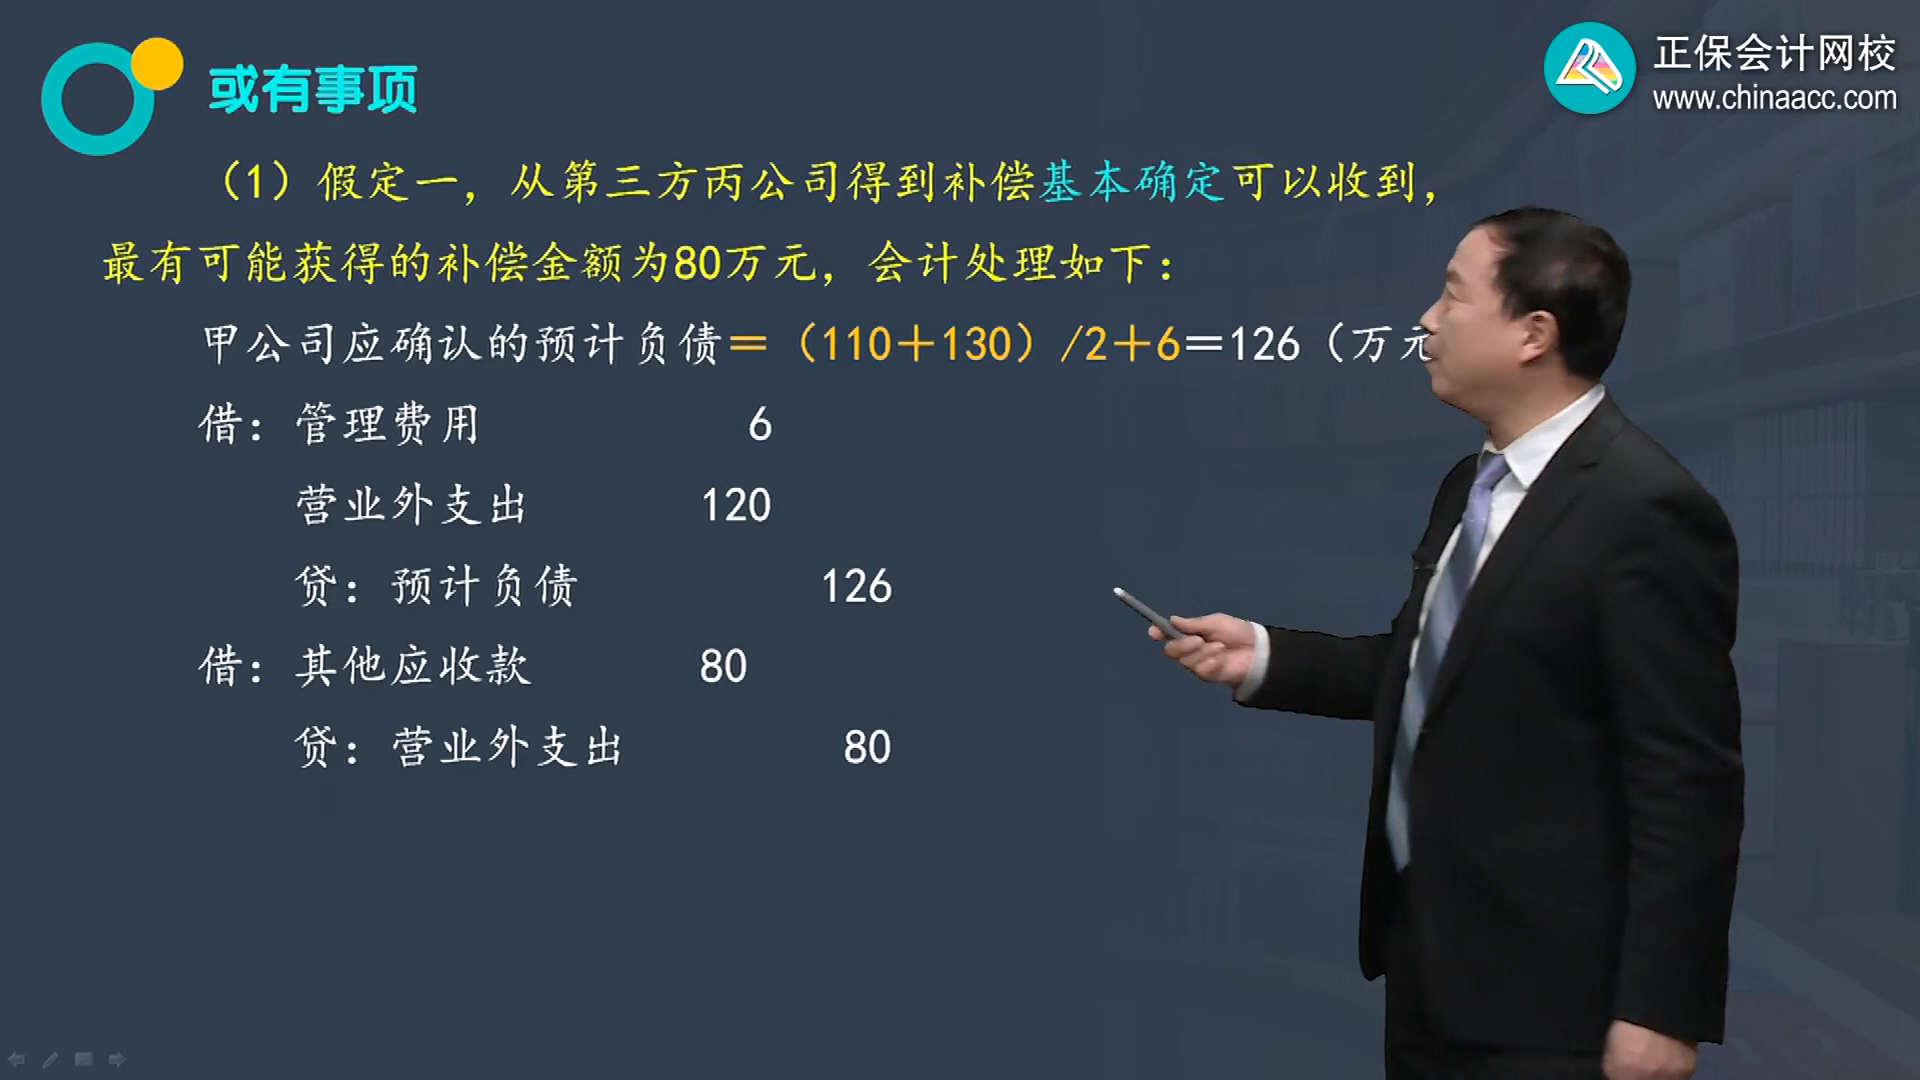 或有事项
正保会计网校
www.chinaacc.com
（1）假定一，从第三方丙公司得到补偿基本确定可以收到，
最有可能获得的补偿金额为80万元，会计处理如下：
甲公司应确认的预计负债＝（110＋130）/2＋6＝126（万元
借：管理费用 6
营业外支出 120
贷：预计负债 126
借：其他应收款 80
贷：营业外支出 80